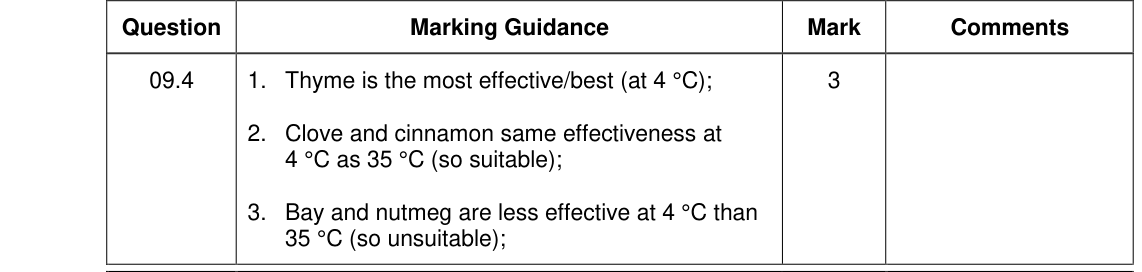 Question Marking Guidance Mark Comments
09.4 1. Thyme is the most effective/best (at 4 °C); 3
2. Clove and cinnamon same effectiveness at
4 °C as 35 °C (so suitable);
3. Bay and nutmeg are less effective at 4 °C than
35 °C (so unsuitable);